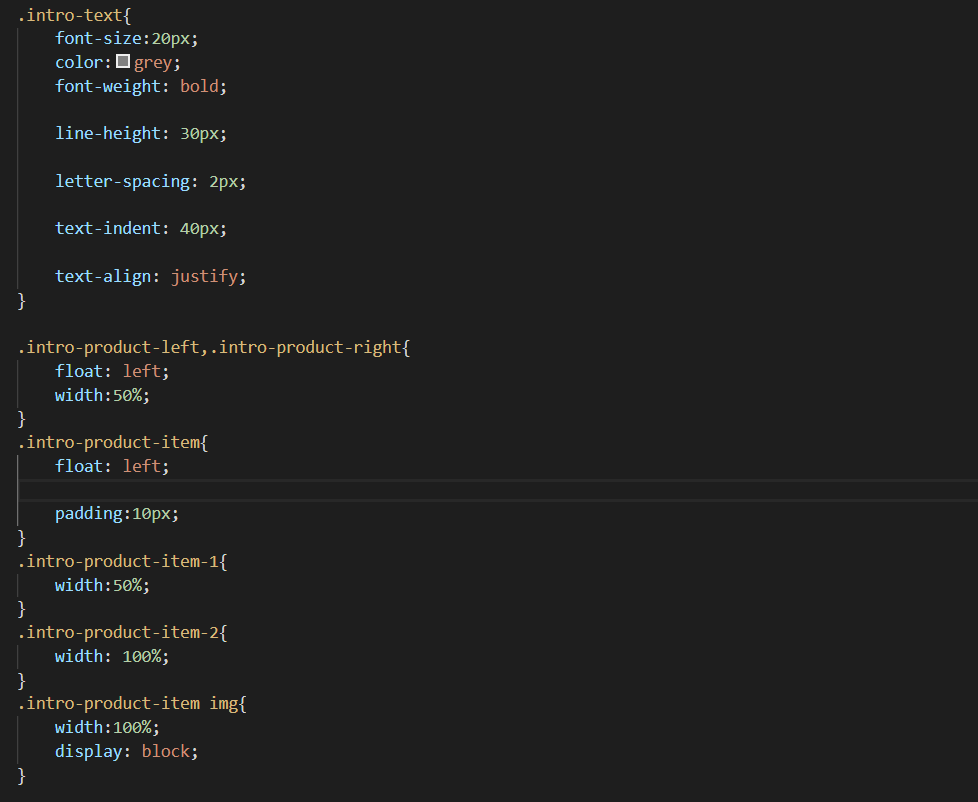 .intro-text{
font-size:20px;
color:grey;
font-weight: bold;
line-height: 30px;
letter-spacing: 2px;
text-indent: 40px;
text-align: justify;
}
.intro-product-left,.intro-product-right{
float: left;
width:50%;
}
.intro-product-item{
float: left;
padding:10px;
}
.intro-product-item-1{
width:50%;
}
.intro-product-item-2{
width: 100%;
}
.intro-product-item img{
width:100%;
display: block;
}